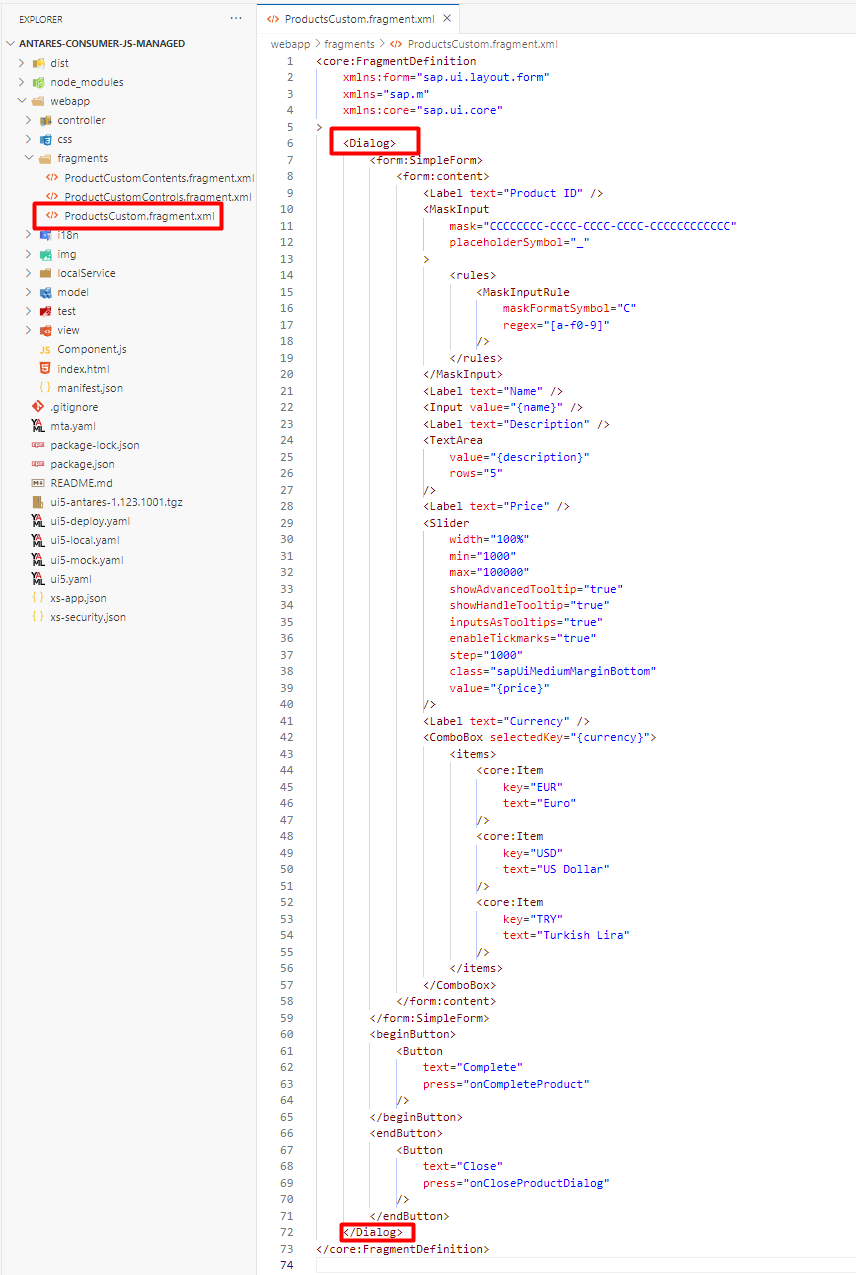 EXPLORER
...
ANTARES-CONSUMER-JS-MANAGED
dist
node_modules
webapp
controller
css
fragments
ProductCustomContents.fragment.xml
ProductCustomControls.fragment.xml
ProductsCustom.fragment.xml
i18n
img
localService
model
test
view
JS Component.js
index.html
{} manifest.json
.gitignore
YAML mta.yaml
package-lock.json
package.json
README.md
ui5-antares-1.123.1001.tgz
YAML ui5-deploy.yaml
YAML ui5-local.yaml
YAML ui5-mock.yaml
YAML ui5.yaml
{} xs-app.json
{} xs-security.json
ProductsCustom.fragment.xml
webapp > fragments > ProductsCustom.fragment.xml
1 <core:FragmentDefinition
2 xmlns:form="sap.ui.layout.form"
3 xmlns="sap.m"
4 xmlns:core="sap.ui.core"
5 >
6 <Dialog>
7 <form:SimpleForm>
8 <form:content>
9 <Label text="Product ID" />
10 <MaskInput
11 mask="CCCCCCCC-CCCC-CCCC-CCCC-CCCCCCCCCCCC"
12 placeholderSymbol="_"
13 >
14 <rules>
15 <MaskInputRule
16 maskFormatSymbol="C"
17 regex="[a-f0-9]"
18 />
19 </rules>
20 </MaskInput>
21 <Label text="Name" />
22 <Input value="{name}" />
23 <Label text="Description" />
24 <TextArea
25 value="{description}"
26 rows="5"
27 />
28 <Label text="Price" />
29 <Slider
30 width="100%"
31 min="1000"
32 max="100000"
33 showAdvancedTooltip="true"
34 showHandleTooltip="true"
35 inputsAsTooltips="true"
36 enableTickmarks="true"
37 step="1000"
38 class="sapUiMediumMarginBottom"
39 value="{price}"
40 />
41 <Label text="Currency" />
42 <ComboBox selectedKey="{currency}">
43 <items>
44 <core:Item
45 key="EUR"
46 text="Euro"
47 />
48 <core:Item
49 key="USD"
50 text="US Dollar"
51 />
52 <core:Item
53 key="TRY"
54 text="Turkish Lira"
55 />
56 </items>
57 </ComboBox>
58 </form:content>
59 </form:SimpleForm>
60 <beginButton>
61 <Button
62 text="Complete"
63 press="onCompleteProduct"
64 />
65 </beginButton>
66 <endButton>
67 <Button
68 text="Close"
69 press="onCloseProductDialog"
70 />
71 </endButton>
72 </Dialog>
73 </core:FragmentDefinition>
74